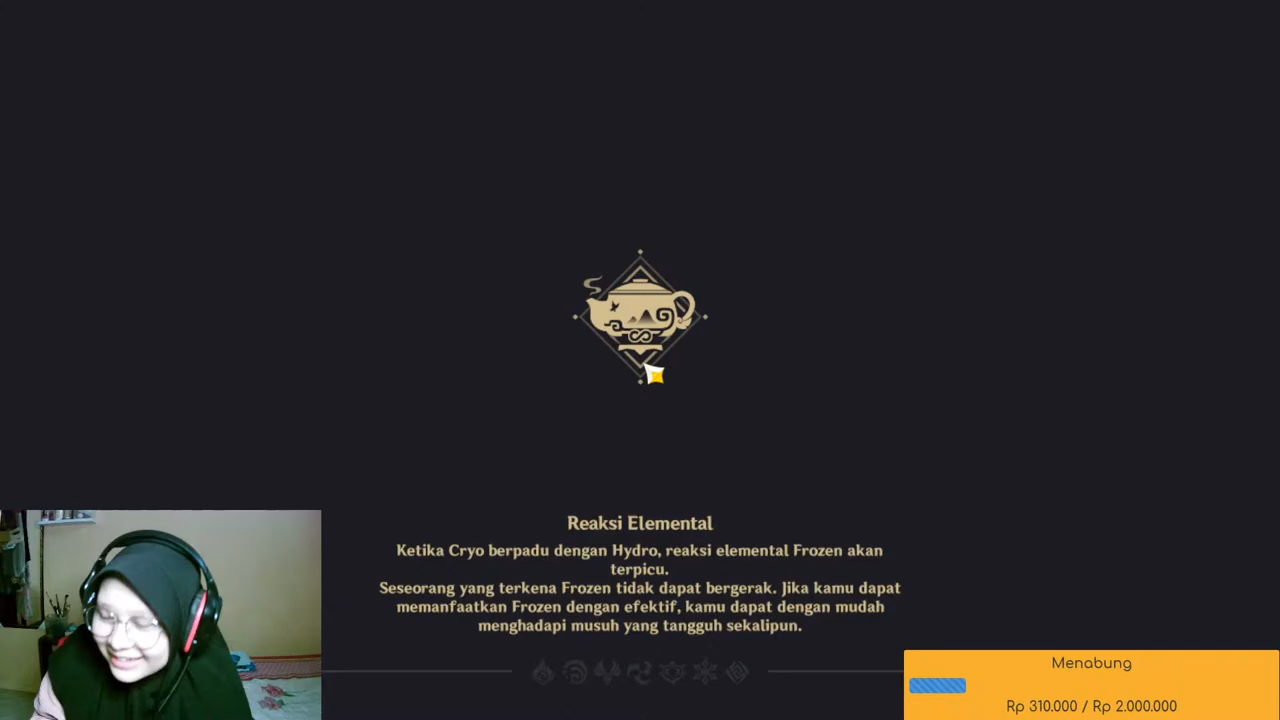 Reaksi Elemental
Ketika Cryo berpadu dengan Hydro, reaksi elemental Frozen akan
terpicu.
Seseorang yang terkena Frozen tidak dapat bergerak. Jika kamu dapat
memanfaatkan Frozen dengan efektif, kamu dapat dengan mudah
menghadapi musuh yang tangguh sekalipun.
Menabung
Rp 310.000 / Rp 2.000.000